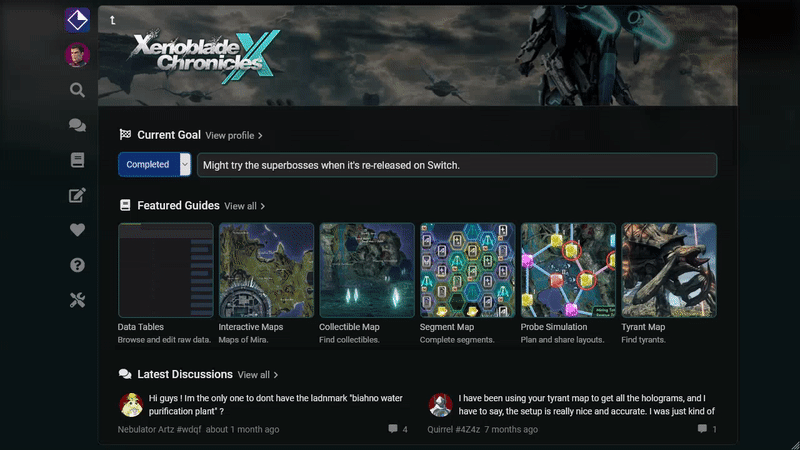 Xenoblade
Chronicles X
Current Goal View profile
Completed
Might try the superbosses when it's re-released on Switch.
Featured Guides View all
Data Tables
Browse and edit raw data.
Interactive Maps
Maps of Mira.
Collectible Map
Find collectibles.
Segment Map
Complete segments.
Probe Simulation
Plan and share layouts.
Tyrant Map
Find tyrants.
Latest Discussions View all
Hi guys ! Im the only one to dont have the ladnmark "biahno water
purification plant" ?
Nebulator Artz #wdqf about 1 month ago 4
I have been using your tyrant map to get all the holograms, and I
have to say, the setup is really nice and accurate. I was just kind of
Quirrel #4Z4z 7 months ago 1